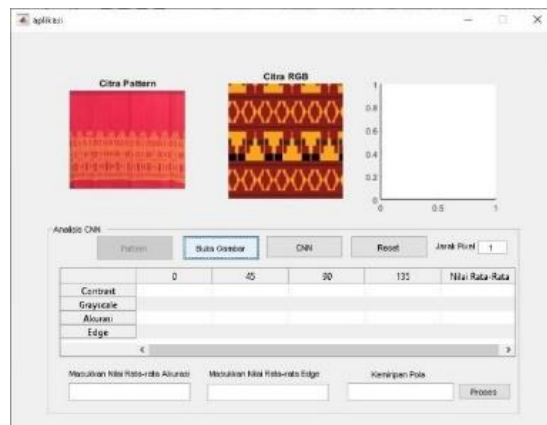 aplikasi
Citra Pattern
Citra RGB
1
0.8
0.6
0.4
0.2
0
0 0.5 1
Analisis CNN
Pattern Buka Gambar CNN Reset Jarak Pixel 1
0 45 90 135 Nilai Rata-Rata
Contrast
Grayscale
Akurasi
Edge
Masukkan Nilai Rata-rata Akurasi Masukkan Nilai Rata-rata Edge Kemiripan Pola
Proses